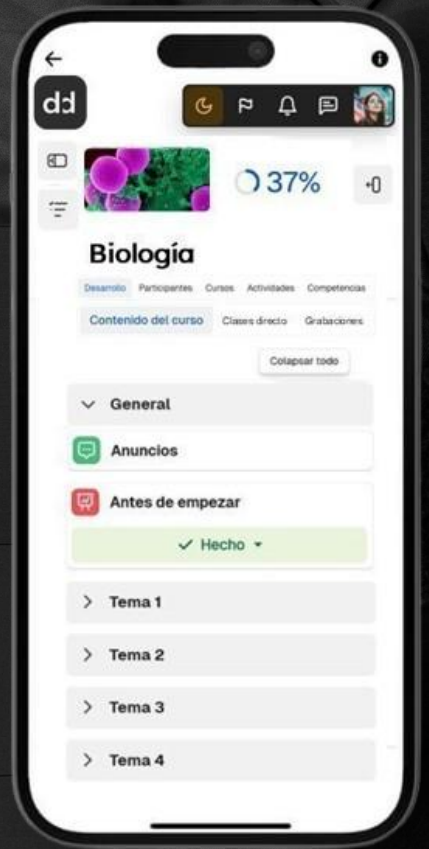 dd
37%
Biología
Desarrollo Participantes Cursos Actividades Competencias
Contenido del curso Clases directo Grabaciones
Colapsar todo
General
Anuncios
Antes de empezar
Hecho
Tema 1
Tema 2
Tema 3
Tema 4